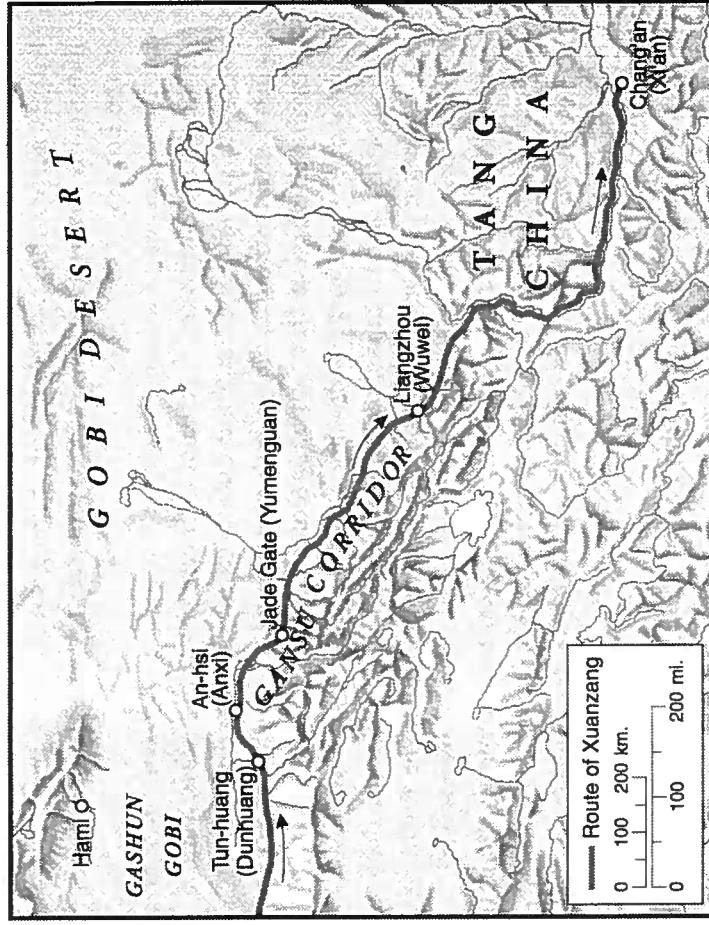 GOBI DESERT
Hami
GASHUN
GOBI
An-hsi
(Anxi)
Jade Gate (Yumenguan)
Tun-huang
(Dunhuang)
GANSU CORRIDOR
Liangzhou
(Wuwei)
TANG
CHINA
Chang'an
(Xi'an)
Route of Xuanzang
0 100 200 km.
0 100 200 mi.